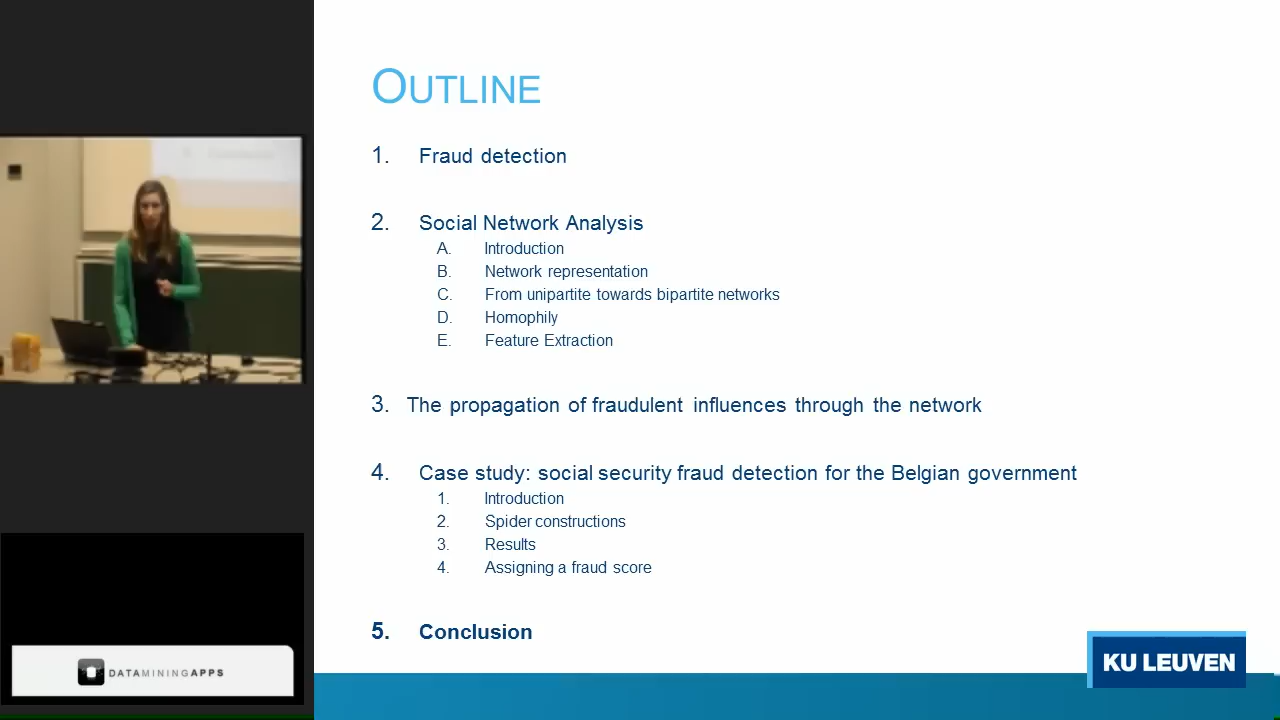 OUTLINE
1. Fraud detection
2. Social Network Analysis
A. Introduction
B. Network representation
C. From unipartite towards bipartite networks
D. Homophily
E. Feature Extraction
3. The propagation of fraudulent influences through the network
4. Case study: social security fraud detection for the Belgian government
1. Introduction
2. Spider constructions
3. Results
4. Assigning a fraud score
5. Conclusion
KU LEUVEN
DATAMININGAPPS